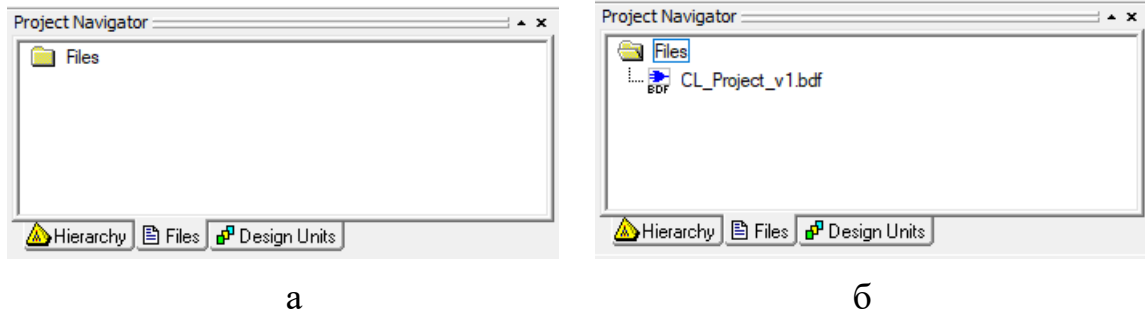 Project Navigator
Files
Hierarchy Files Design Units
а
Project Navigator
Files
BDF CL_Project_v1.bdf
Hierarchy Files Design Units
б